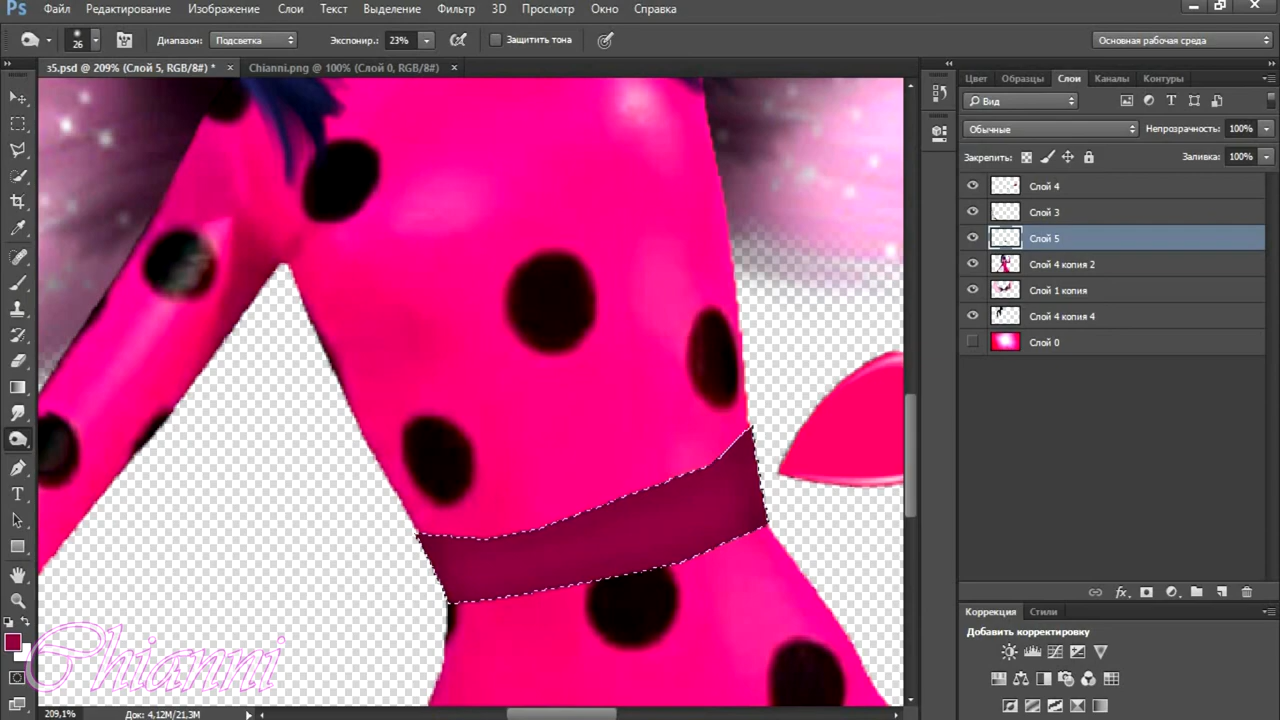 Ps Файл Редактирование Изображение Слои Текст Выделение Фильтр 3D Просмотр Окно Справка
26 Диапазон: Подсветка Экспонир.: 23% Защитить тона Основная рабочая среда
з5.psd @ 209% (Слой 5, RGB/8#) * × Chianni.png @ 100% (Слой 0, RGB/8#) ×
Цвет Образцы Слои Каналы Контуры
Вид
Обычные Непрозрачность: 100%
Закрепить: Заливка: 100%
Слой 4
Слой 3
Слой 5
Слой 4 копия 2
Слой 1 копия
Слой 4 копия 4
Слой 0
fx
Коррекция Стили
Добавить корректировку
Chianni
209,1% Док: 4,12M/21,3M